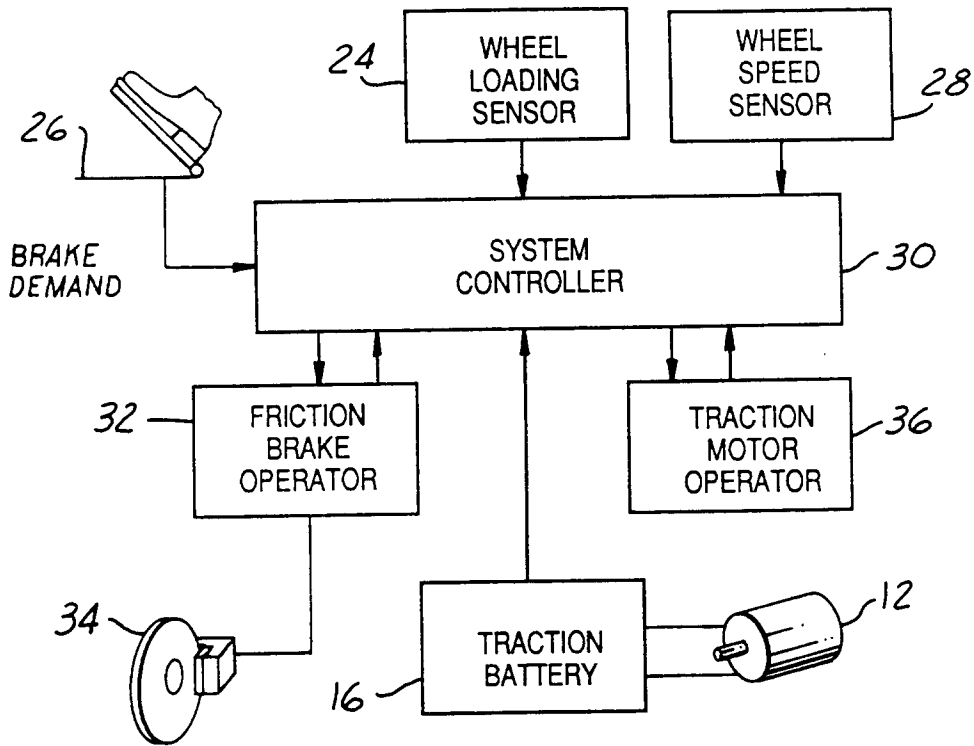 24
WHEEL
LOADING
SENSOR
WHEEL
SPEED
SENSOR
28
26
BRAKE
DEMAND
SYSTEM
CONTROLLER
30
32
FRICTION
BRAKE
OPERATOR
TRACTION
MOTOR
OPERATOR
36
34
TRACTION
BATTERY
16
12